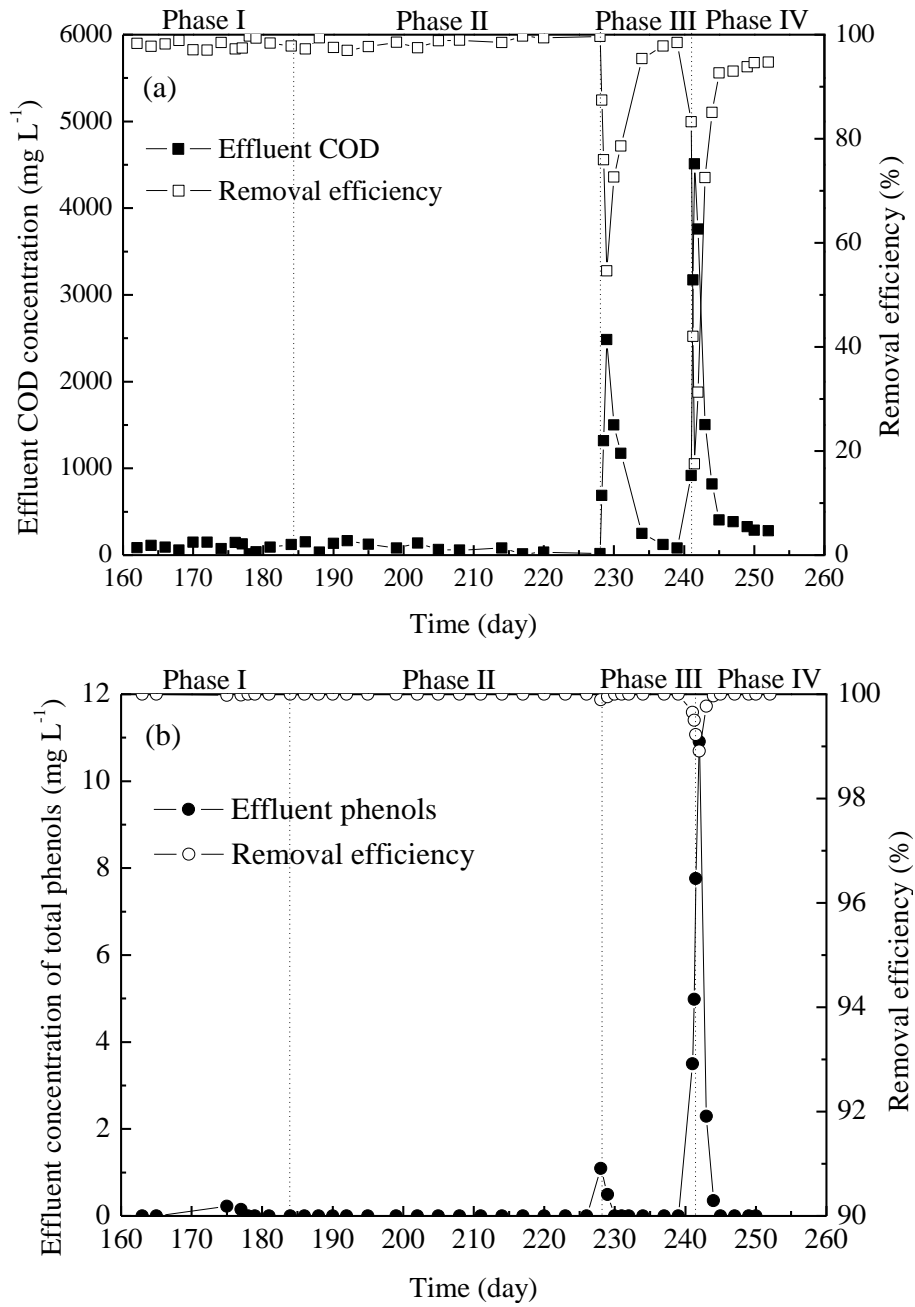 Phase I Phase II Phase III Phase IV
6000 100
(a)
5000 80
Effluent COD
4000 Removal efficiency
60
3000
40
2000
20
1000
0 0
160 170 180 190 200 210 220 230 240 250 260
Time (day)
Effluent COD concentration (mg L⁻¹)
Removal efficiency (%)
Phase I Phase II Phase III Phase IV
12 100
(b)
10 98
Effluent phenols
8 Removal efficiency
96
6
94
4
92
2
0 90
160 170 180 190 200 210 220 230 240 250 260
Time (day)
Effluent concentration of total phenols (mg L⁻¹)
Removal efficiency (%)